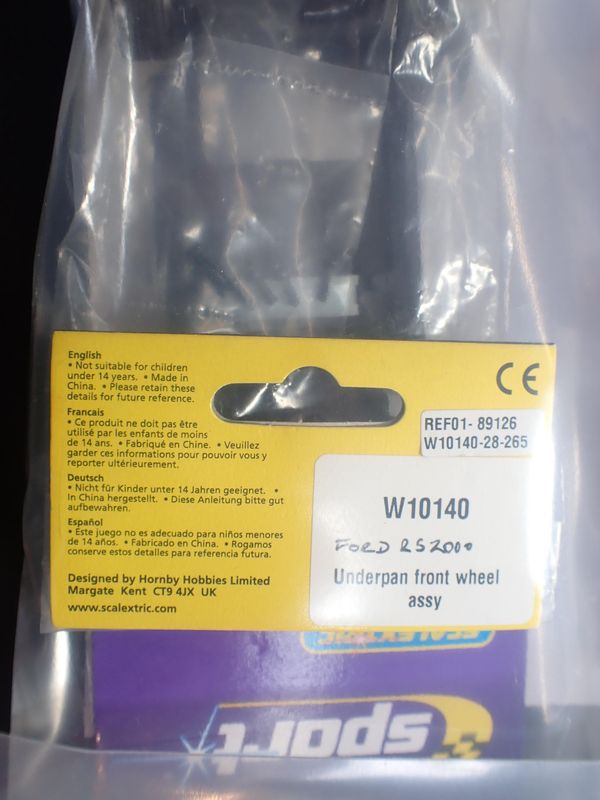 English
• Not suitable for children
under 14 years. • Made in
China. • Please retain these
details for future reference.
Francais
• Ce produit ne doit pas être
utilisé par les enfants de moins
de 14 ans. • Fabriqué en Chine. • Veuillez
garder ces informations pour pouvoir vous y
reporter ultérieurement.
Deutsch
• Nicht für Kinder unter 14 Jahren geeignet. •
In China hergestellt. • Diese Anleitung bitte gut
aufbewahren.
Español
• Este juego no es adecuado para niños menores
de 14 años. • Fabricado en China. • Rogamos
conserve estos detalles para referencia futura.
Designed by Hornby Hobbies Limited
Margate Kent CT9 4JX UK
www.scalextric.com
CE
REF01- 89126
W10140-28-265
W10140
FORD RS2000
Underpan front wheel
assy
SCALEXTRIC
sport